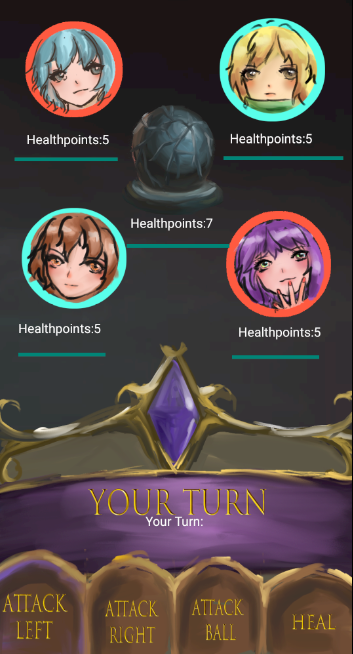 Healthpoints:5
Healthpoints:5
Healthpoints:7
Healthpoints:5
Healthpoints:5
YOUR TURN
Your Turn:
ATTACK
LEFT
ATTACK
RIGHT
ATTACK
BALL
HEAL